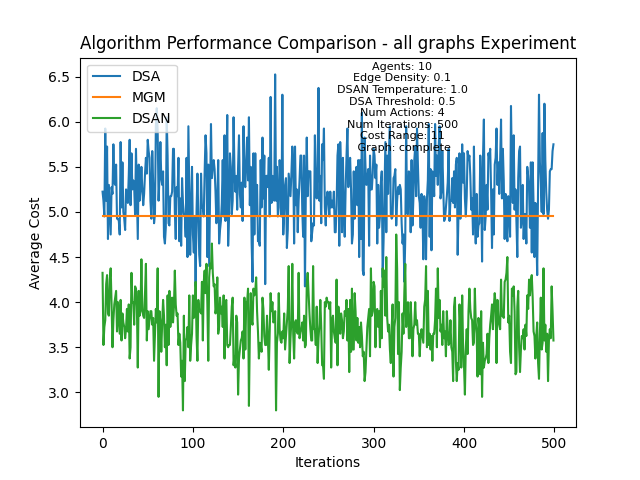 Algorithm Performance Comparison - all graphs Experiment
Agents: 10
Edge Density: 0.1
DSAN Temperature: 1.0
DSA Threshold: 0.5
Num Actions: 4
Num Iterations: 500
Cost Range: 11
Graph: complete
DSA
MGM
DSAN
Average Cost
6.5
6.0
5.5
5.0
4.5
4.0
3.5
3.0
0
100
200
300
400
500
Iterations